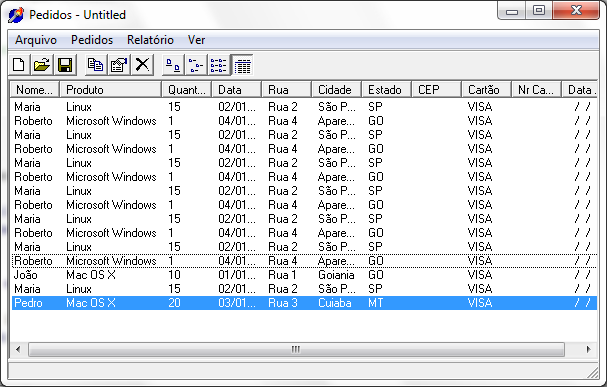 Pedidos - Untitled
Arquivo Pedidos Relatório Ver
Nome... Produto Quant... Data Rua Cidade Estado CEP Cartão Nr Ca... Data .
Maria Linux 15 02/01... Rua 2 São P... SP VISA / /
Roberto Microsoft Windows 1 04/01... Rua 4 Apare... GO VISA / /
Maria Linux 15 02/01... Rua 2 São P... SP VISA / /
Roberto Microsoft Windows 1 04/01... Rua 4 Apare... GO VISA / /
Maria Linux 15 02/01... Rua 2 São P... SP VISA / /
Roberto Microsoft Windows 1 04/01... Rua 4 Apare... GO VISA / /
Maria Linux 15 02/01... Rua 2 São P... SP VISA / /
Roberto Microsoft Windows 1 04/01... Rua 4 Apare... GO VISA / /
Maria Linux 15 02/01... Rua 2 São P... SP VISA / /
Roberto Microsoft Windows 1 04/01... Rua 4 Apare... GO VISA / /
Maria Linux 15 02/01... Rua 2 São P... SP VISA / /
Roberto Microsoft Windows 1 04/01... Rua 4 Apare... GO VISA / /
João Mac OS X 10 01/01... Rua 1 Goiania GO VISA / /
Maria Linux 15 02/01... Rua 2 São P... SP VISA / /
Pedro Mac OS X 20 03/01... Rua 3 Cuiaba MT VISA / /